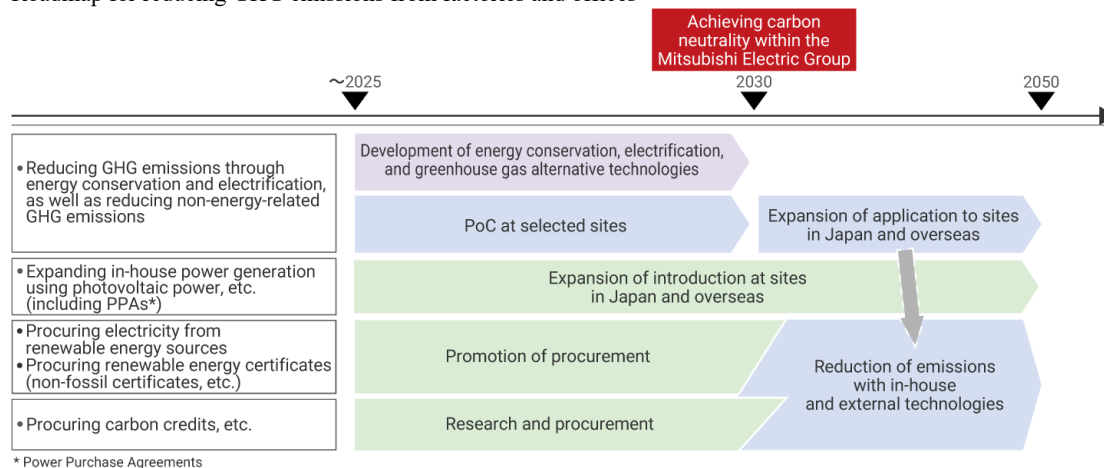 Achieving carbon
neutrality within the
Mitsubishi Electric Group
~2025
2030
2050
• Reducing GHG emissions through
energy conservation and electrification,
as well as reducing non-energy-related
GHG emissions
Development of energy conservation, electrification,
and greenhouse gas alternative technologies
PoC at selected sites
Expansion of application to sites
in Japan and overseas
• Expanding in-house power generation
using photovoltaic power, etc.
(including PPAs*)
Expansion of introduction at sites
in Japan and overseas
• Procuring electricity from
renewable energy sources
• Procuring renewable energy certificates
(non-fossil certificates, etc.)
Promotion of procurement
Reduction of emissions
with in-house
and external technologies
• Procuring carbon credits, etc.
Research and procurement
* Power Purchase Agreements